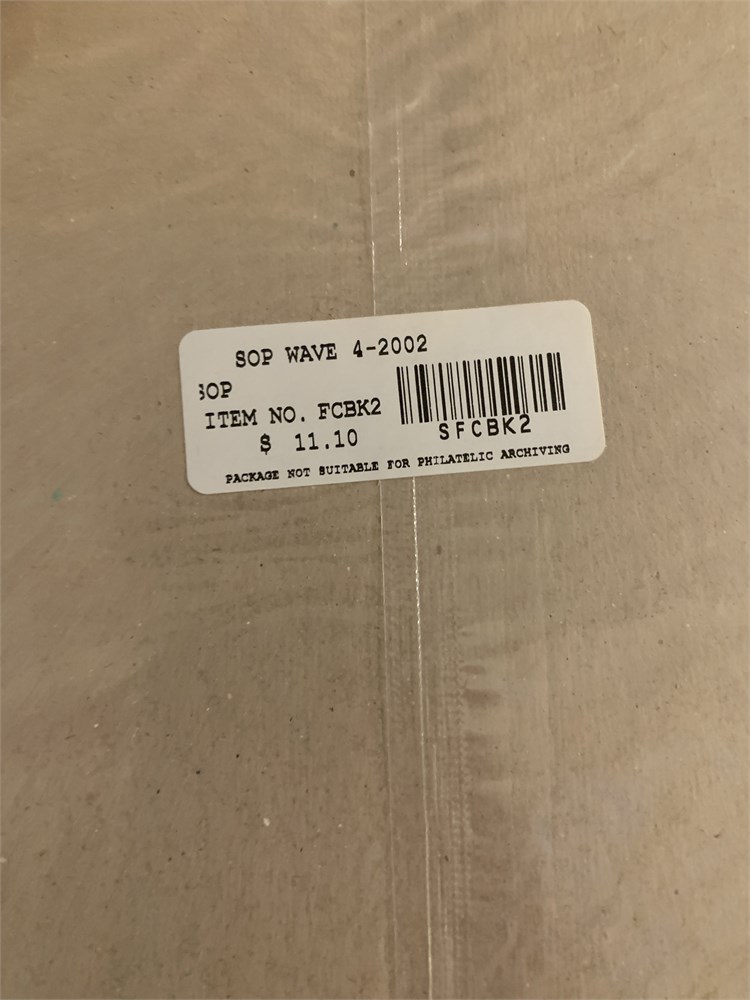 SOP WAVE 4-2002
SOP
ITEM NO. FCBK2
$ 11.10
SFCBK2
PACKAGE NOT SUITABLE FOR PHILATELIC ARCHIVING